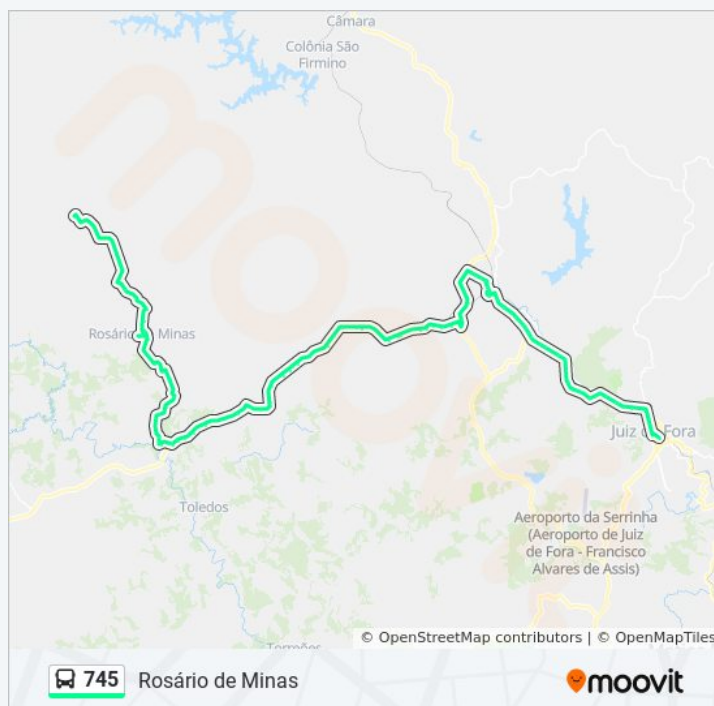 Câmara
Colônia São
Firmino
Rosário de Minas
Juiz de Fora
Toledos
Aeroporto da Serrinha
(Aeroporto de Juiz
de Fora - Francisco
Alvares de Assis)
© OpenStreetMap contributors | © OpenMapTiles
745 Rosário de Minas
moovit